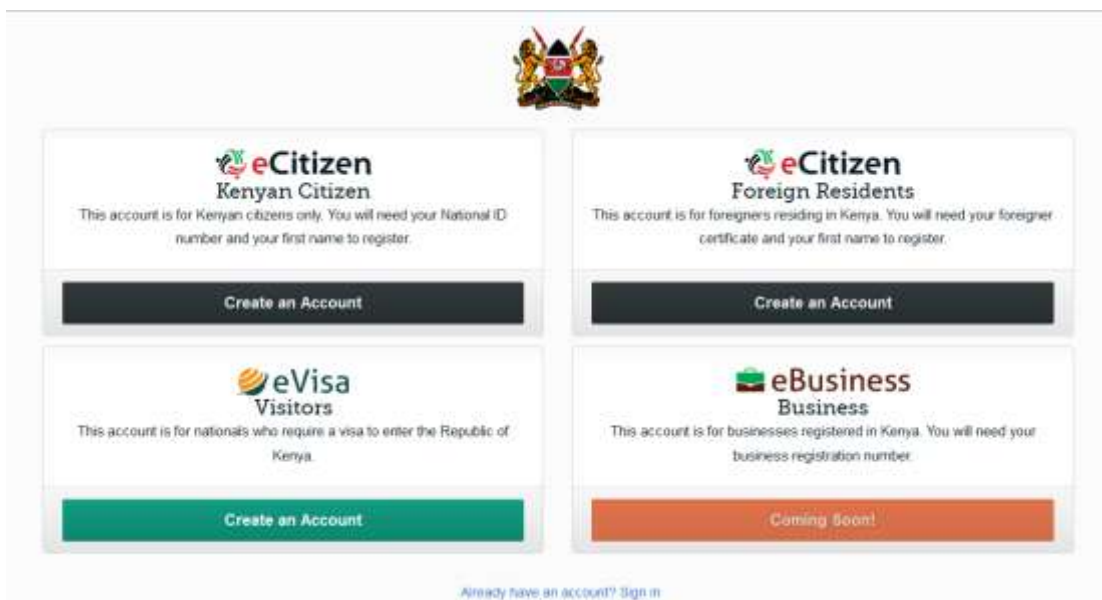 eCitizen
Kenyan Citizen
This account is for Kenyan citizens only. You will need your National ID
number and your first name to register.
Create an Account
eCitizen
Foreign Residents
This account is for foreigners residing in Kenya. You will need your foreigner
certificate and your first name to register.
Create an Account
eVisa
Visitors
This account is for nationals who require a visa to enter the Republic of
Kenya.
Create an Account
eBusiness
Business
This account is for businesses registered in Kenya. You will need your
business registration number.
Coming Soon!
Already have an account? Sign in